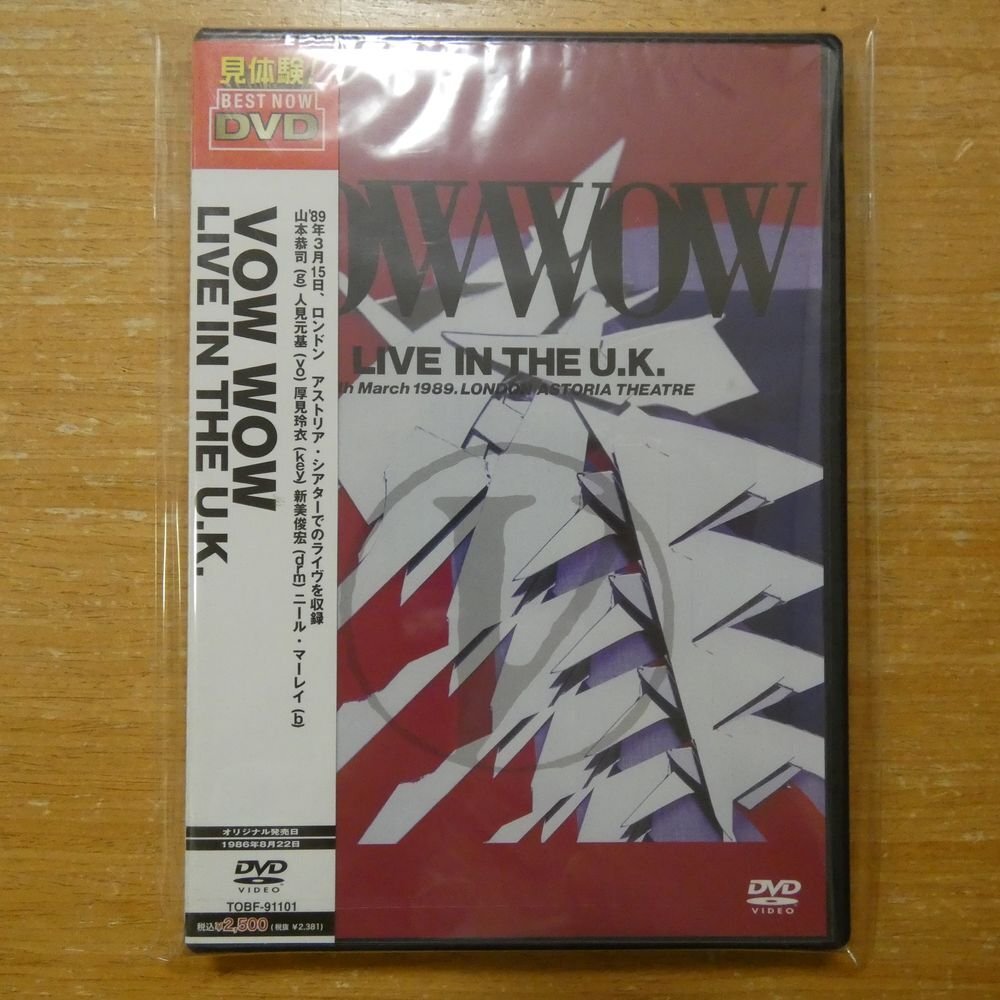 見体験!
BEST NOW
DVD
VOW WOW
LIVE IN THE U.K.
'89年3月15日、ロンドン アストリア・シアターでのライヴを収録
山本恭司(g) 人見元基(vo) 厚見玲衣(key) 新美俊宏(drm) ニール・マーレイ(b)
オリジナル発売日
1986年8月22日
DVD
VIDEO
TOBF-91101
税込¥2,500 (税抜 ¥2,381)
OWWOW
LIVE IN THE U.K.
th March 1989. LONDON ASTORIA THEATRE
V
DVD
VIDEO